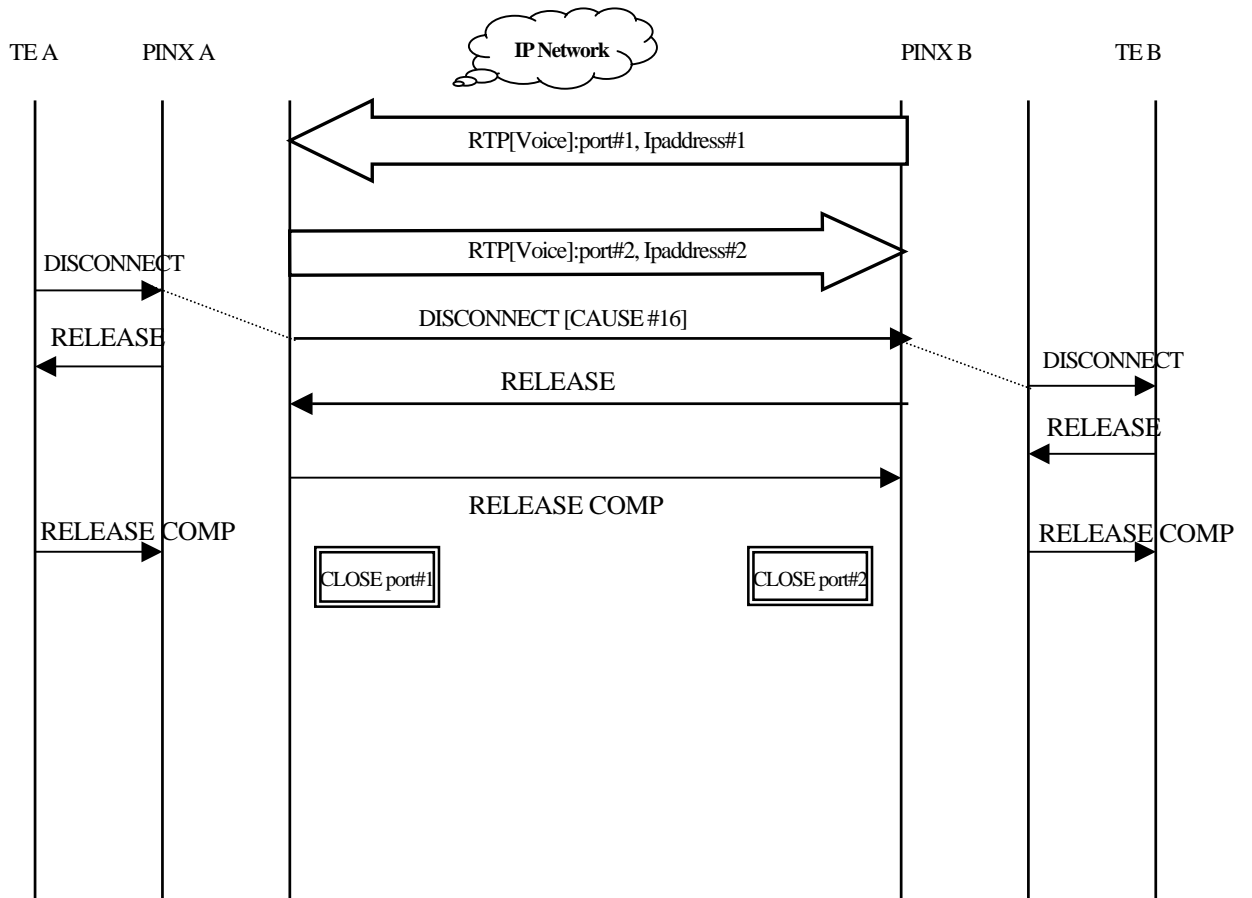 IP Network
TE A
PINX A
PINX B
TE B
RTP[Voice]:port#1, Ipaddress#1
RTP[Voice]:port#2, Ipaddress#2
DISCONNECT
DISCONNECT [CAUSE #16]
RELEASE
DISCONNECT
RELEASE
RELEASE
RELEASE COMP
RELEASE COMP
RELEASE COMP
CLOSE port#1
CLOSE port#2